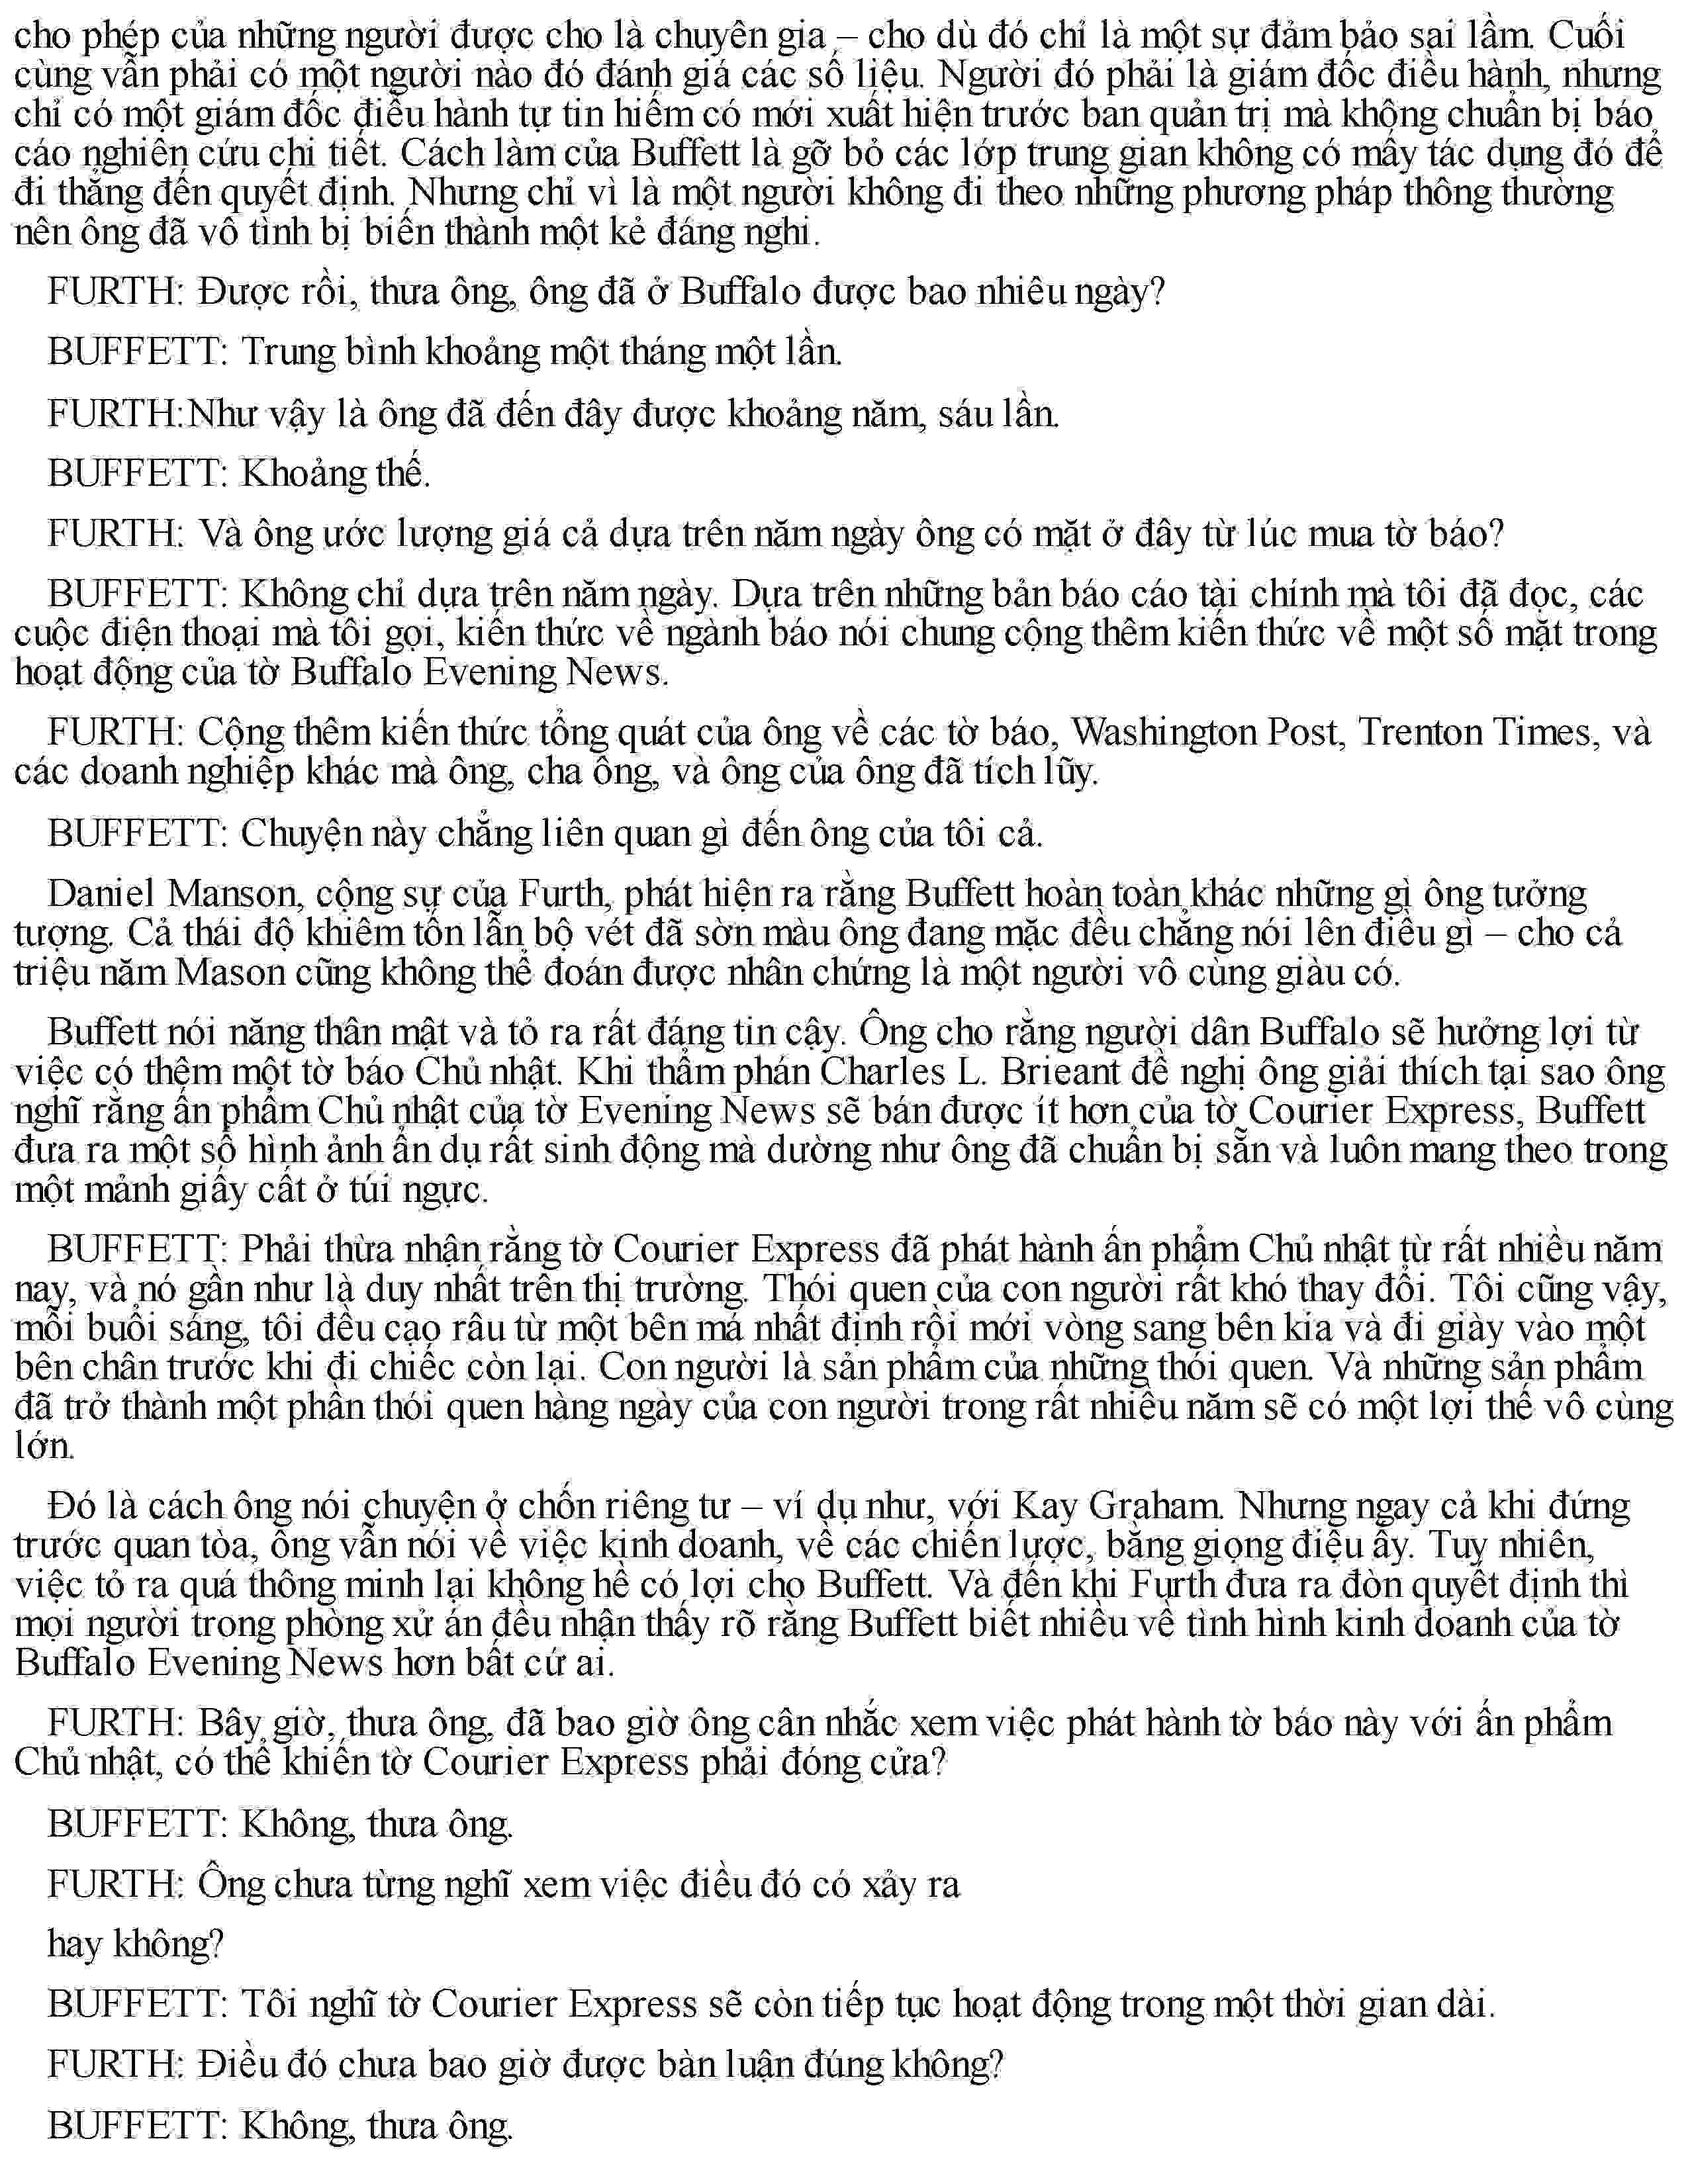 cho phép của những người được cho là chuyên gia – cho dù đó chỉ là một sự đảm bảo sai lầm. Cuối
cùng vẫn phải có một người nào đó đánh giá các số liệu. Người đó phải là giám đốc điều hành, nhưng
chỉ có một giám đốc điều hành tự tin hiếm có mới xuất hiện trước ban quản trị mà không chuẩn bị báo
cáo nghiên cứu chi tiết. Cách làm của Buffett là gỡ bỏ các lớp trung gian không có mấy tác dụng đó để
đi thẳng đến quyết định. Nhưng chỉ vì là một người không đi theo những phương pháp thông thường
nên ông đã vô tình bị biến thành một kẻ đáng nghi.
FURTH: Được rồi, thưa ông, ông đã ở Buffalo được bao nhiêu ngày?
BUFFETT: Trung bình khoảng một tháng một lần.
FURTH:Như vậy là ông đã đến đây được khoảng năm, sáu lần.
BUFFETT: Khoảng thế.
FURTH: Và ông ước lượng giá cả dựa trên năm ngày ông có mặt ở đây từ lúc mua tờ báo?
BUFFETT: Không chỉ dựa trên năm ngày. Dựa trên những bản báo cáo tài chính mà tôi đã đọc, các
cuộc điện thoại mà tôi gọi, kiến thức về ngành báo nói chung cộng thêm kiến thức về một số mặt trong
hoạt động của tờ Buffalo Evening News.
FURTH: Cộng thêm kiến thức tổng quát của ông về các tờ báo, Washington Post, Trenton Times, và
các doanh nghiệp khác mà ông, cha ông, và ông của ông đã tích lũy.
BUFFETT: Chuyện này chẳng liên quan gì đến ông của tôi cả.
Daniel Manson, cộng sự của Furth, phát hiện ra rằng Buffett hoàn toàn khác những gì ông tưởng
tượng. Cả thái độ khiêm tốn lẫn bộ vét đã sờn màu ông đang mặc đều chẳng nói lên điều gì – cho cả
triệu năm Mason cũng không thể đoán được nhân chứng là một người vô cùng giàu có.
Buffett nói năng thân mật và tỏ ra rất đáng tin cậy. Ông cho rằng người dân Buffalo sẽ hưởng lợi từ
việc có thêm một tờ báo Chủ nhật. Khi thẩm phán Charles L. Brieant đề nghị ông giải thích tại sao ông
nghĩ rằng ấn phẩm Chủ nhật của tờ Evening News sẽ bán được ít hơn của tờ Courier Express, Buffett
đưa ra một số hình ảnh ẩn dụ rất sinh động mà dường như ông đã chuẩn bị sẵn và luôn mang theo trong
một mảnh giấy cất ở túi ngực.
BUFFETT: Phải thừa nhận rằng tờ Courier Express đã phát hành ấn phẩm Chủ nhật từ rất nhiều năm
nay, và nó gần như là duy nhất trên thị trường. Thói quen của con người rất khó thay đổi. Tôi cũng vậy,
mỗi buổi sáng, tôi đều cạo râu từ một bên má nhất định rồi mới vòng sang bên kia và đi giày vào một
bên chân trước khi đi chiếc còn lại. Con người là sản phẩm của những thói quen. Và những sản phẩm
đã trở thành một phần thói quen hàng ngày của con người trong rất nhiều năm sẽ có một lợi thế vô cùng
lớn.
Đó là cách ông nói chuyện ở chốn riêng tư – ví dụ như, với Kay Graham. Nhưng ngay cả khi đứng
trước quan tòa, ông vẫn nói về việc kinh doanh, về các chiến lược, bằng giọng điệu ấy. Tuy nhiên,
việc tỏ ra quá thông minh lại không hề có lợi cho Buffett. Và đến khi Furth đưa ra đòn quyết định thì
mọi người trong phòng xử án đều nhận thấy rõ rằng Buffett biết nhiều về tình hình kinh doanh của tờ
Buffalo Evening News hơn bất cứ ai.
FURTH: Bây giờ, thưa ông, đã bao giờ ông cân nhắc xem việc phát hành tờ báo này với ấn phẩm
Chủ nhật, có thể khiến tờ Courier Express phải đóng cửa?
BUFFETT: Không, thưa ông.
FURTH: Ông chưa từng nghĩ xem việc điều đó có xảy ra
hay không?
BUFFETT: Tôi nghĩ tờ Courier Express sẽ còn tiếp tục hoạt động trong một thời gian dài.
FURTH: Điều đó chưa bao giờ được bàn luận đúng không?
BUFFETT: Không, thưa ông.